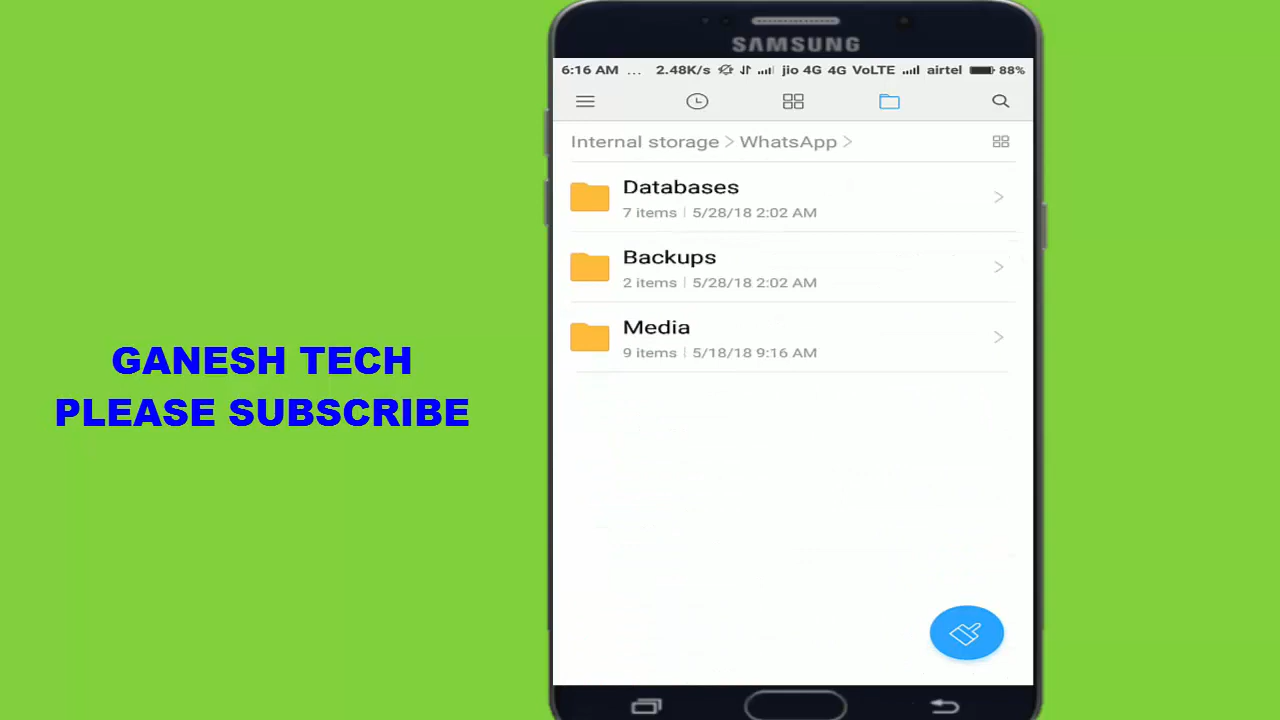 SAMSUNG
6:16 AM ... 2.48K/s jio 4G 4G VoLTE airtel 88%
Internal storage > WhatsApp >
Databases
7 items | 5/28/18 2:02 AM
Backups
2 items | 5/28/18 2:02 AM
Media
9 items | 5/18/18 9:16 AM
GANESH TECH
PLEASE SUBSCRIBE